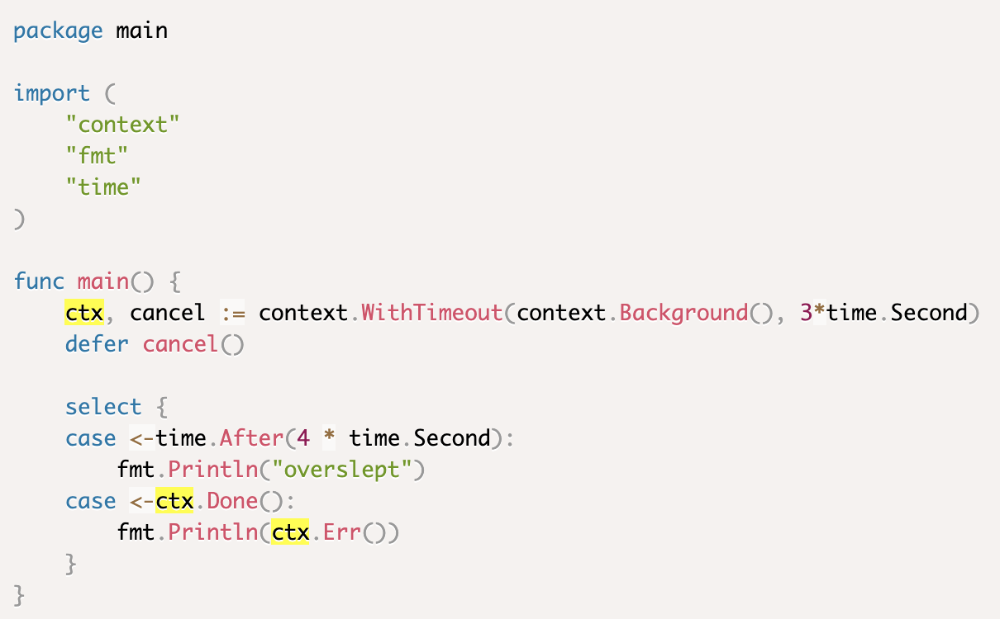 package main

import (
    "context"
    "fmt"
    "time"
)

func main() {
    ctx, cancel := context.WithTimeout(context.Background(), 3*time.Second)
    defer cancel()

    select {
    case <-time.After(4 * time.Second):
        fmt.Println("overslept")
    case <-ctx.Done():
        fmt.Println(ctx.Err())
    }
}